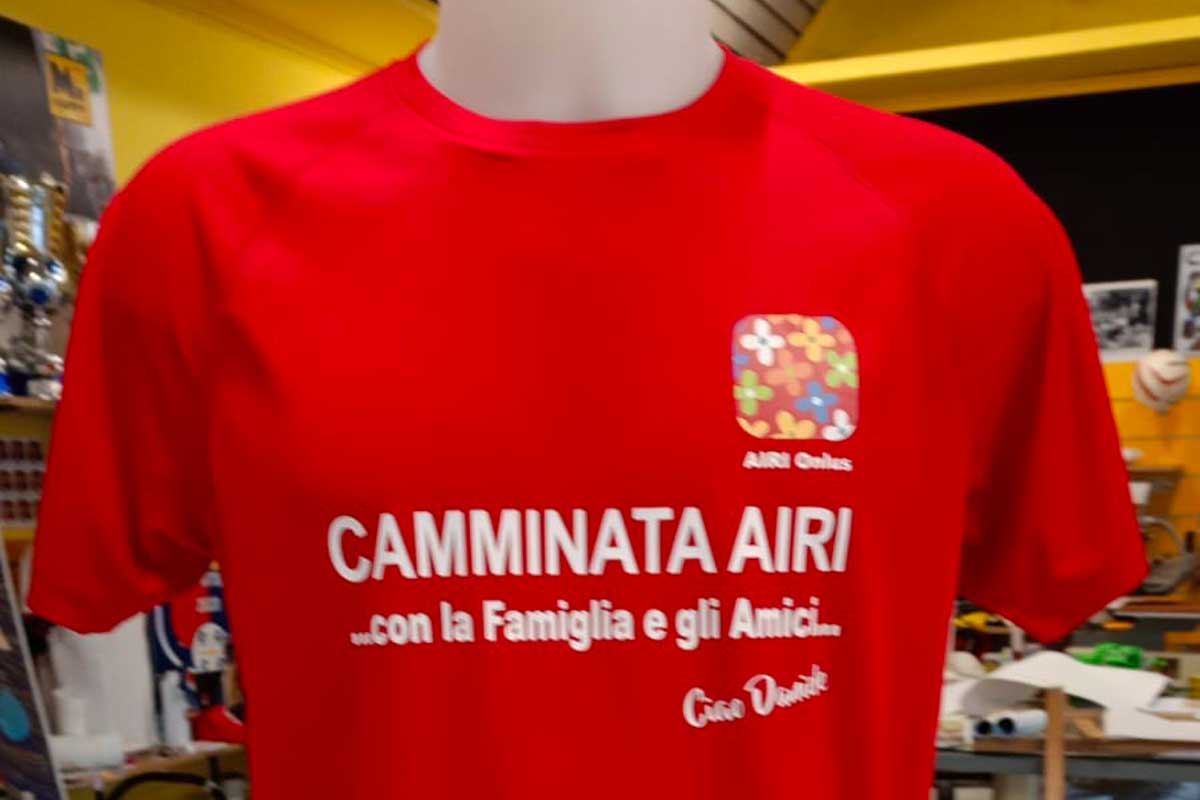 AIRI Onlus
CAMMINATA AIRI
...con la Famiglia e gli Amici...
Ciao Davide